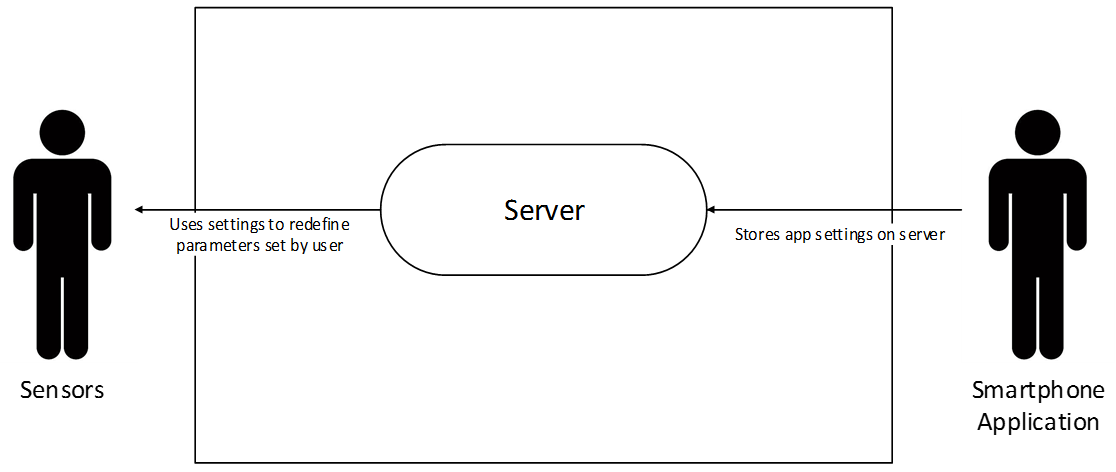 Server
Uses settings to redefine
parameters set by user
Stores app settings on server
Sensors
Smartphone
Application